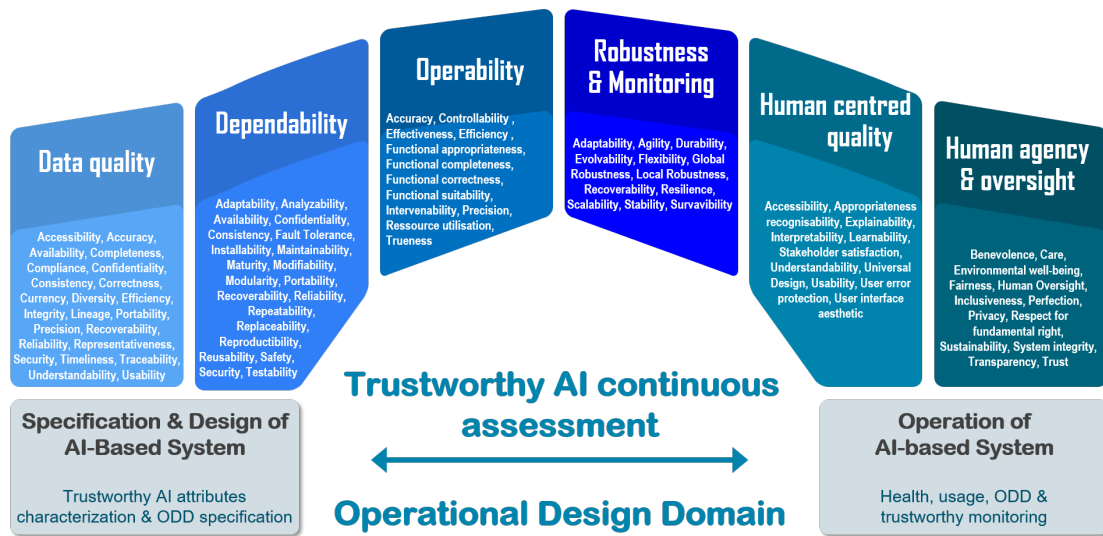 Data quality
Accessibility, Accuracy,
Availability, Completeness,
Compliance, Confidentiality,
Consistency, Correctness,
Currency, Diversity, Efficiency,
Integrity, Lineage, Portability,
Precision, Recoverability,
Reliability, Representativeness,
Security, Timeliness, Traceability,
Understandability, Usability
Dependability
Adaptability, Analyzability,
Availability, Confidentiality,
Consistency, Fault Tolerance,
Installability, Maintainability,
Maturity, Modifiability,
Modularity, Portability,
Recoverability, Reliability,
Repeatability,
Replaceability,
Reproductibility,
Reusability, Safety,
Security, Testability
Operability
Accuracy, Controllability ,
Effectiveness, Efficiency ,
Functional appropriateness,
Functional completeness,
Functional correctness,
Functional suitability,
Intervenability, Precision,
Ressource utilisation,
Trueness
Robustness
& Monitoring
Adaptability, Agility, Durability,
Evolvability, Flexibility, Global
Robustness, Local Robustness,
Recoverability, Resilience,
Scalability, Stability, Survavibility
Human centred
quality
Accessibility, Appropriateness
recognisability, Explainability,
Interpretability, Learnability,
Stakeholder satisfaction,
Understandability, Universal
Design, Usability, User error
protection, User interface
aesthetic
Human agency
& oversight
Benevolence, Care,
Environmental well-being,
Fairness, Human Oversight,
Inclusiveness, Perfection,
Privacy, Respect for
fundamental right,
Sustainability, System integrity,
Transparency, Trust
Trustworthy AI continuous
assessment
Operational Design Domain
Specification & Design of
AI-Based System
Trustworthy AI attributes
characterization & ODD specification
Operation of
AI-based System
Health, usage, ODD &
trustworthy monitoring